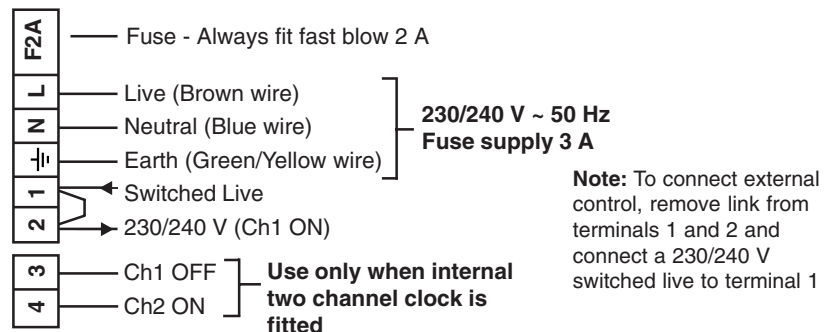 F2A
Fuse - Always fit fast blow 2 A
L
Live (Brown wire)
N
Neutral (Blue wire)
Earth (Green/Yellow wire)
230/240 V ~ 50 Hz
Fuse supply 3 A
1
Switched Live
2
230/240 V (Ch1 ON)
Note: To connect external
control, remove link from
terminals 1 and 2 and
connect a 230/240 V
switched live to terminal 1
3
Ch1 OFF
4
Ch2 ON
Use only when internal
two channel clock is
fitted